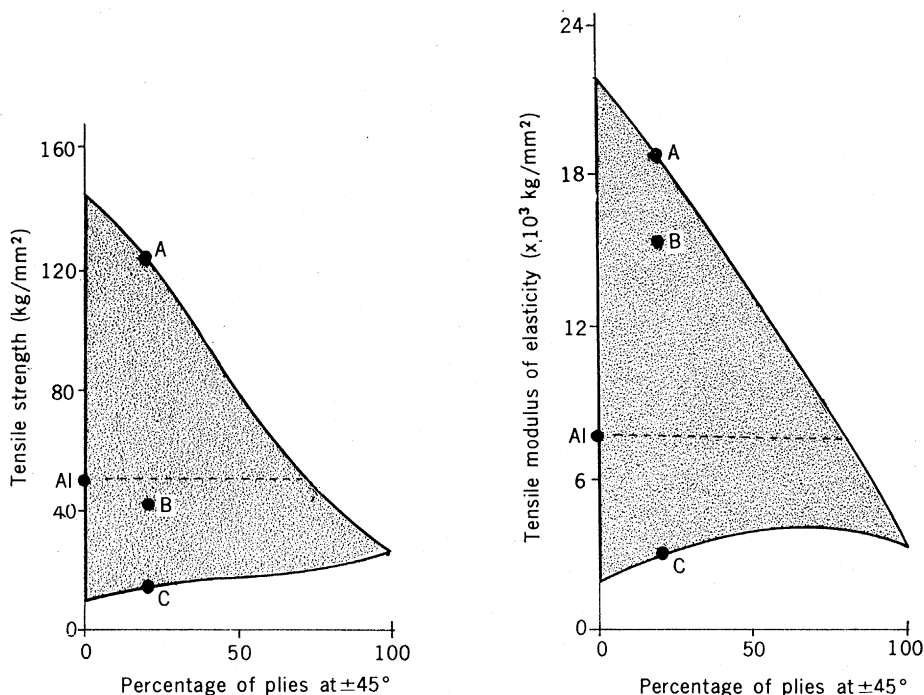 Tensile strength (kg/mm²)
160
120
80
Al
40
0
A
B
C
0 50 100
Percentage of plies at ±45°
Tensile modulus of elasticity (x 10³ kg/mm²)
24
18
12
Al
6
0
A
B
C
0 50 100
Percentage of plies at ±45°